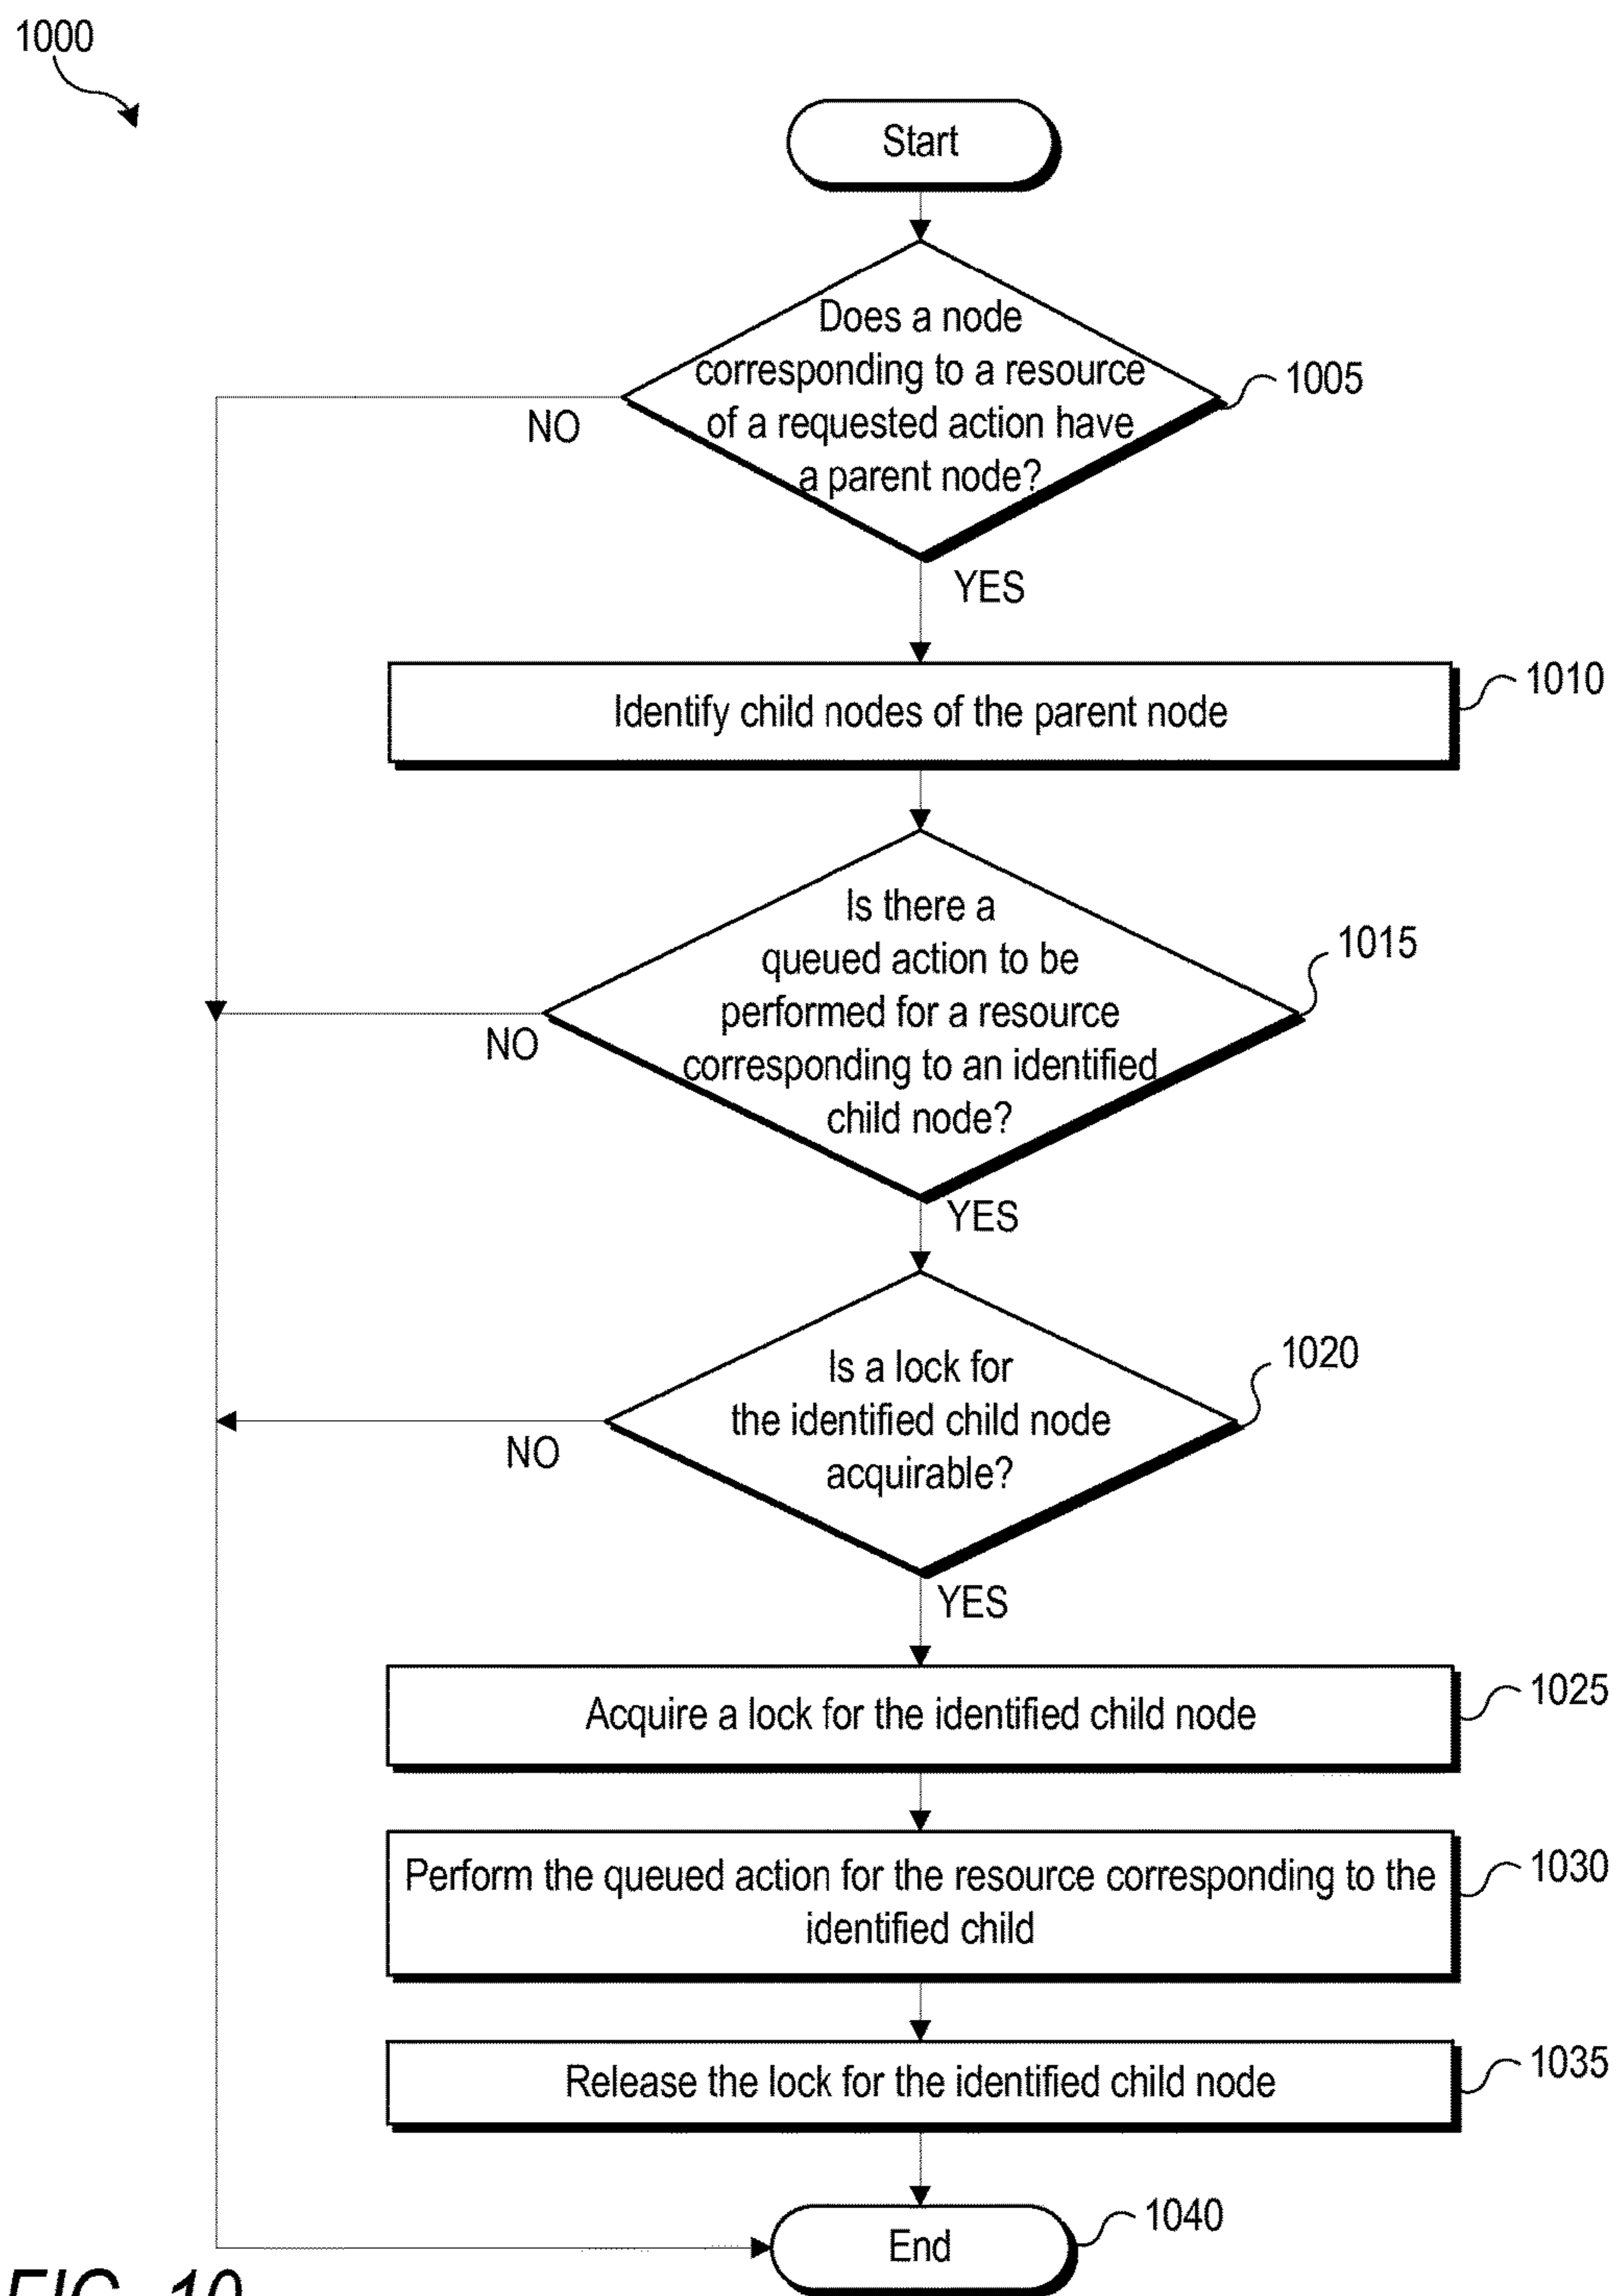 1000
Start
Does a node
corresponding to a resource
of a requested action have
a parent node?
1005
NO
YES
Identify child nodes of the parent node
1010
Is there a
queued action to be
performed for a resource
corresponding to an identified
child node?
1015
NO
YES
Is a lock for
the identified child node
acquirable?
1020
NO
YES
Acquire a lock for the identified child node
1025
Perform the queued action for the resource corresponding to the
identified child
1030
Release the lock for the identified child node
1035
End
1040
FIG. 10